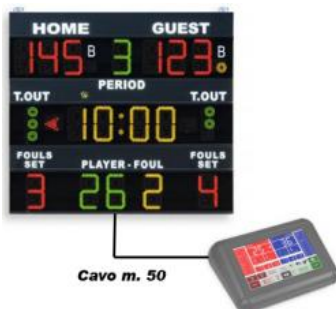 HOME GUEST
145 B 3 123 B
PERIOD
T.OUT T.OUT
10:00
FOULS SET PLAYER - FOUL FOULS SET
3 26 2 4
Cavo m. 50